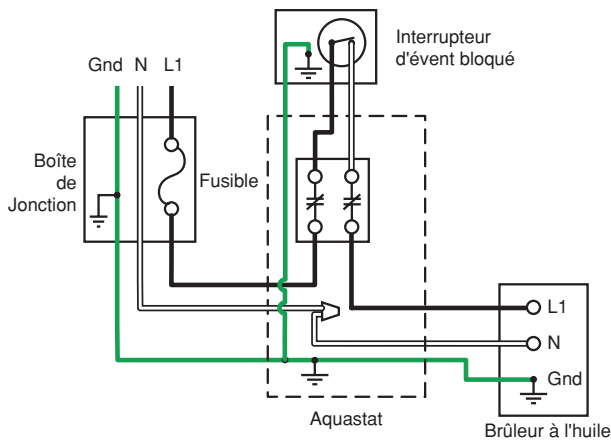 Interrupteur
d'évent bloqué
Gnd N L1
Boîte
de
Jonction
Fusible
L1
N
Gnd
Aquastat
Brûleur à l'huile